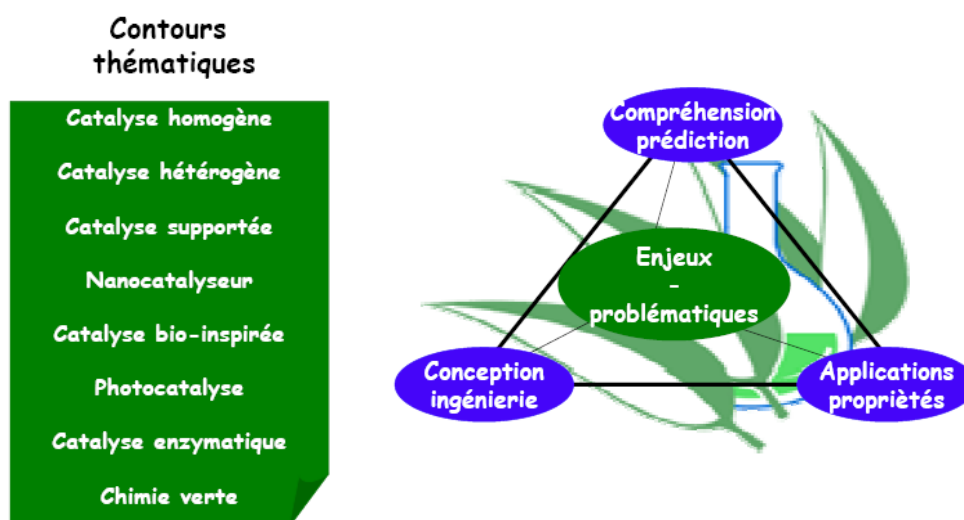 Contours
thématiques
Catalyse homogène
Catalyse hétérogène
Catalyse supportée
Nanocatalyseur
Catalyse bio-inspirée
Photocatalyse
Catalyse enzymatique
Chimie verte
Compréhension
prédiction
Enjeux
-
problématiques
Conception
ingénierie
Applications
propriètés